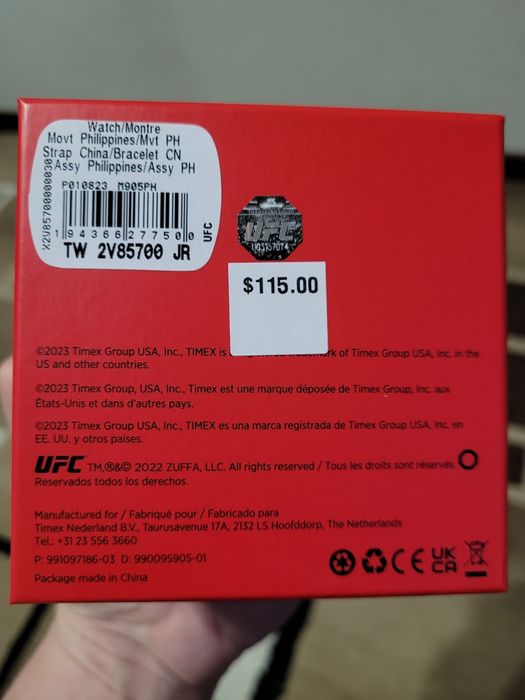 Watch/Montre
Movt Philippines/Mvt PH
Strap China/Bracelet CN
Assy Philippines/Assy PH
P010823 M905PH
1 94366 27750 0
TW 2V85700 JR
UFC
UFC
$115.00
©2023 Timex Group USA, Inc., TIMEX is trademark of Timex Group USA, Inc. in the
US and other countries.
©2023 Timex Group, USA, Inc., Timex est une marque déposée de Timex Group, Inc. aux
États-Unis et dans d'autres pays.
©2023 Timex Group USA, Inc., TIMEX es una marca registrada de Timex Group USA, Inc. en
EE. UU. y otros países.
UFC TM,®&© 2022 ZUFFA, LLC. All rights reserved / Tous les droits sont réservés.
Reservados todos los derechos.
Manufactured for / Fabriqué pour / Fabricado para
Timex Nederland B.V., Taurusavenue 17A, 2132 LS Hoofddorp, The Netherlands
Tel.: +31 23 556 3660
P: 991097186-03 D: 990095905-01
Package made in China
CE
UK
CA